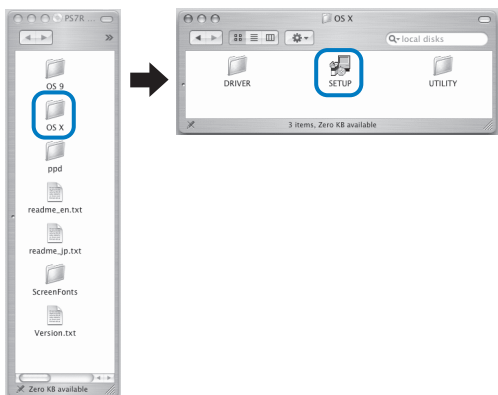 PS7R ...
OS 9
OS X
ppd
readme_en.txt
readme_jp.txt
ScreenFonts
Version.txt
Zero KB available
OS X
local disks
DRIVER
SETUP
UTILITY
3 items, Zero KB available